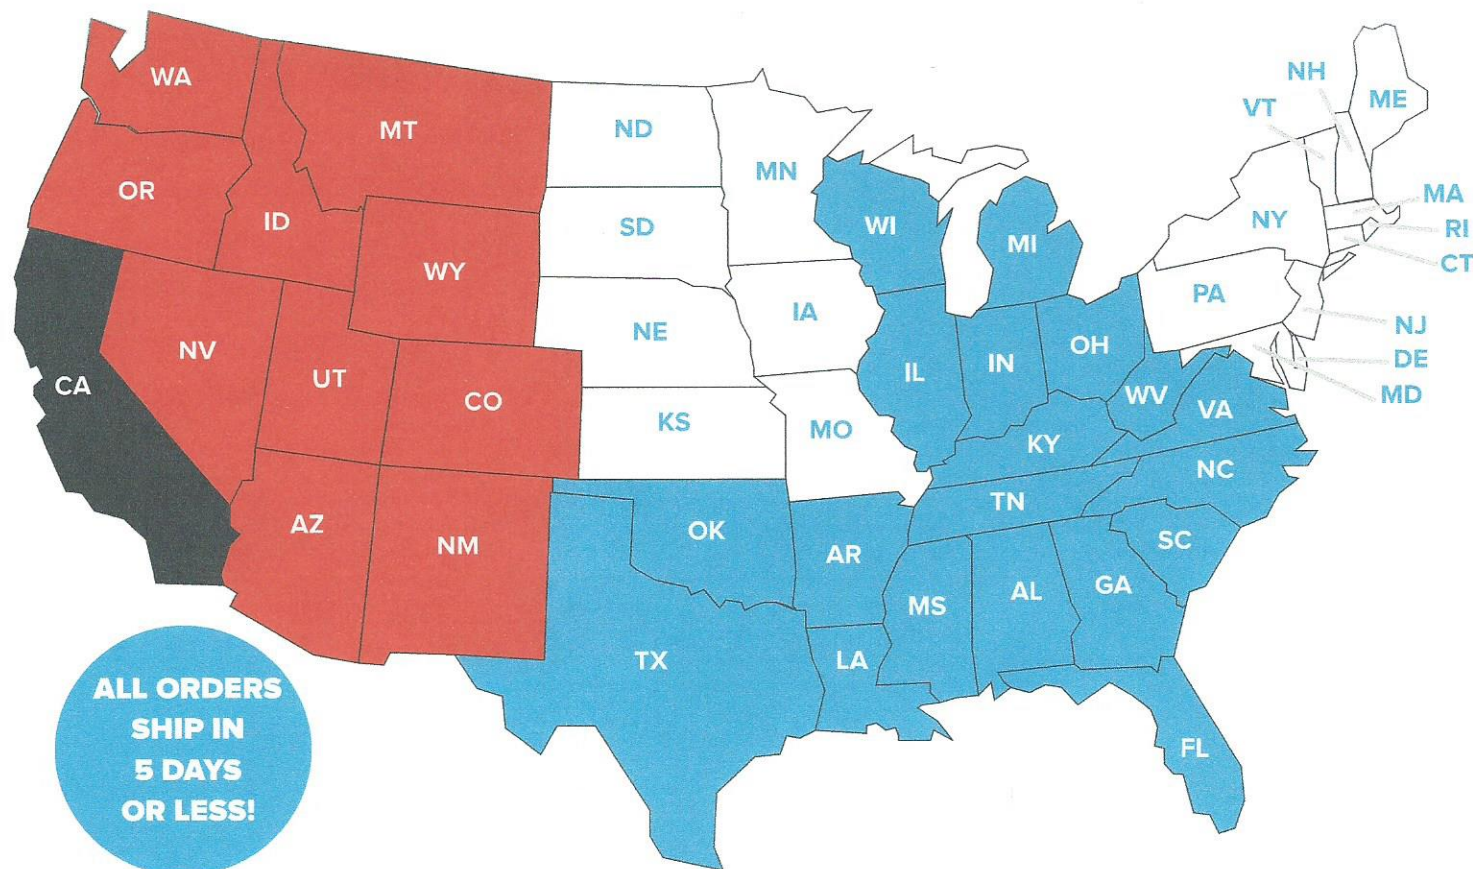 NH
ME
WA
VT
ND
MT
MN
OR
MA
ID
NY
SD
WI
RI
MI
CT
WY
PA
IA
NJ
NE
NV
OH
DE
IN
IL
UT
CA
MD
WV
CO
VA
KS
MO
KY
NC
TN
AZ
OK
SC
NM
AR
GA
AL
MS
TX
LA
FL
ALL ORDERS
SHIP IN
5 DAYS
OR LESS!